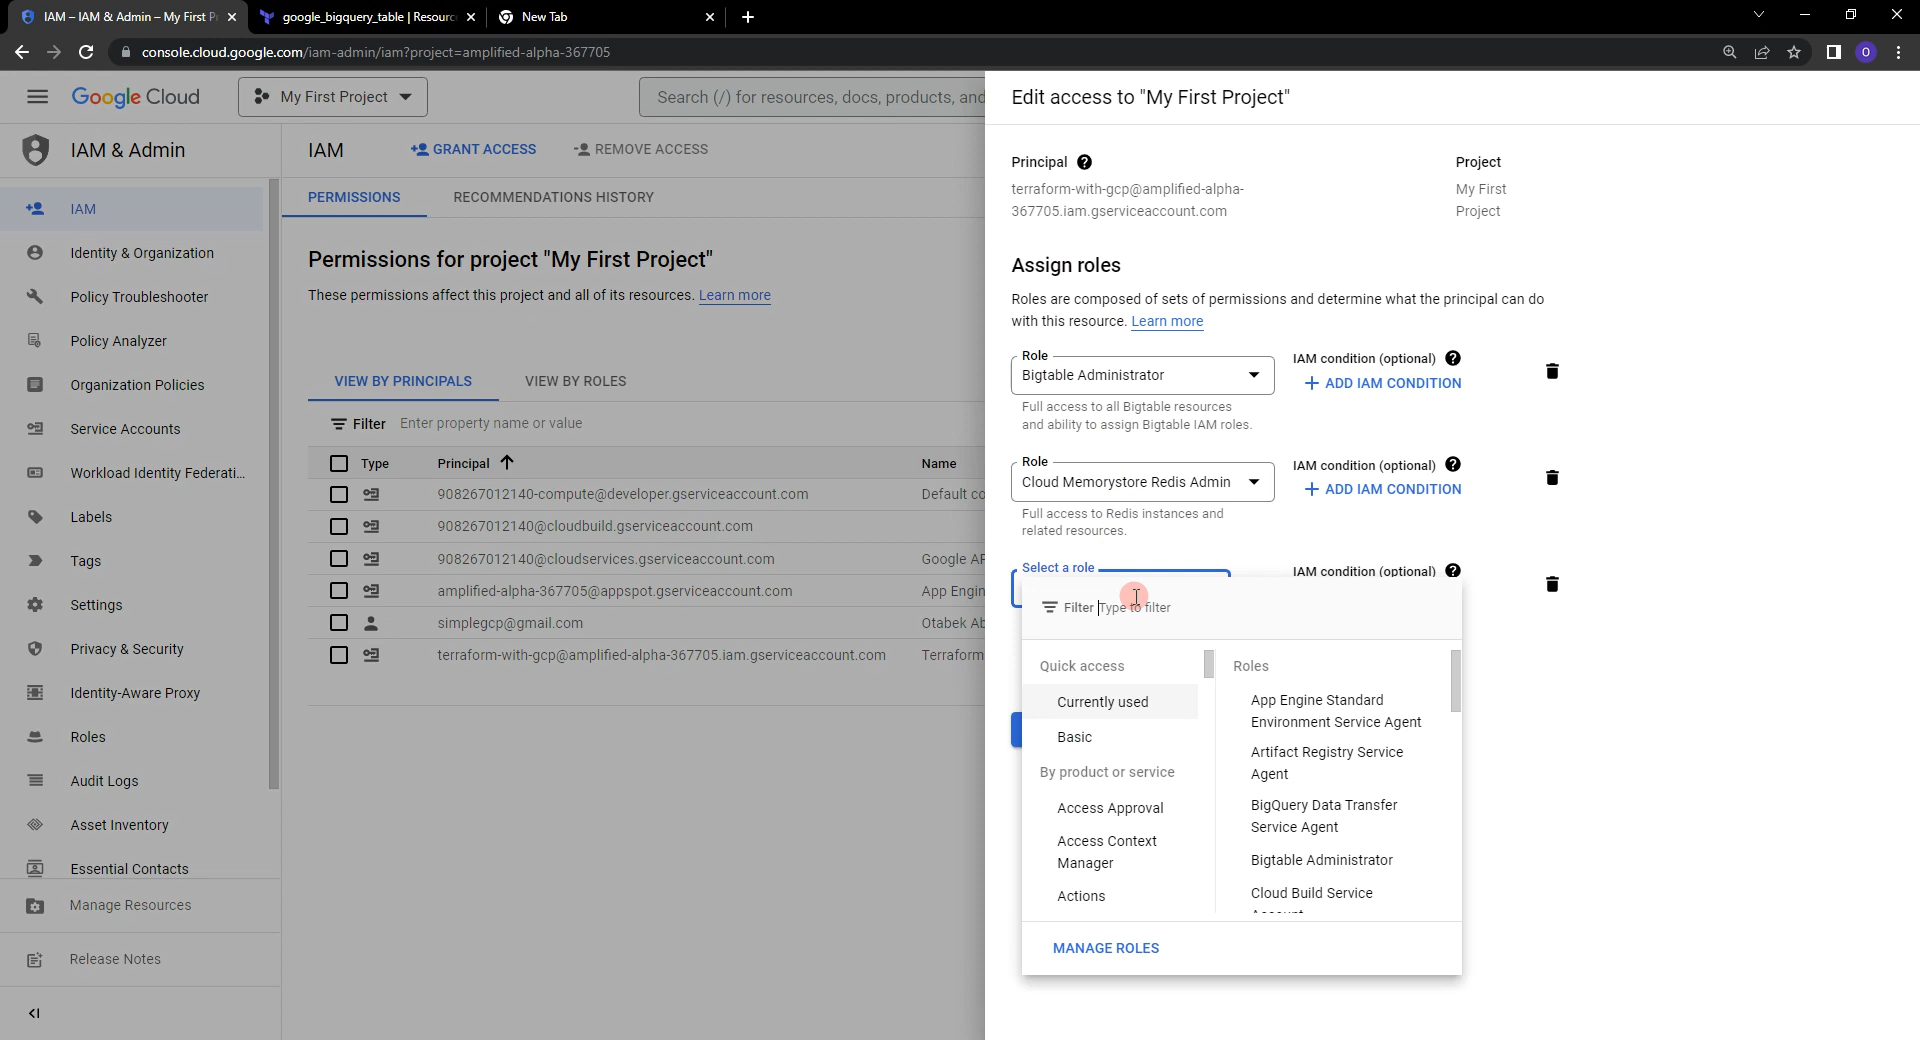 IAM – IAM & Admin – My First P
google_bigquery_table | Resourc
New Tab
console.cloud.google.com/iam-admin/iam?project=amplified-alpha-367705
O
Google Cloud
My First Project
Search (/) for resources, docs, products, and
IAM & Admin
IAM
Identity & Organization
Policy Troubleshooter
Policy Analyzer
Organization Policies
Service Accounts
Workload Identity Federati...
Labels
Tags
Settings
Privacy & Security
Identity-Aware Proxy
Roles
Audit Logs
Asset Inventory
Essential Contacts
Manage Resources
Release Notes
IAM
GRANT ACCESS
REMOVE ACCESS
PERMISSIONS
RECOMMENDATIONS HISTORY
Permissions for project "My First Project"
These permissions affect this project and all of its resources. Learn more
VIEW BY PRINCIPALS
VIEW BY ROLES
Filter Enter property name or value
Type Principal Name
908267012140-compute@developer.gserviceaccount.com Default co
908267012140@cloudbuild.gserviceaccount.com
908267012140@cloudservices.gserviceaccount.com Google AP
amplified-alpha-367705@appspot.gserviceaccount.com App Engin
simplegcp@gmail.com Otabek Ab
terraform-with-gcp@amplified-alpha-367705.iam.gserviceaccount.com Terraform
Edit access to "My First Project"
Principal
terraform-with-gcp@amplified-alpha-
367705.iam.gserviceaccount.com
Project
My First
Project
Assign roles
Roles are composed of sets of permissions and determine what the principal can do
with this resource. Learn more
Role
Bigtable Administrator
IAM condition (optional)
ADD IAM CONDITION
Full access to all Bigtable resources
and ability to assign Bigtable IAM roles.
Role
Cloud Memorystore Redis Admin
IAM condition (optional)
ADD IAM CONDITION
Full access to Redis instances and
related resources.
Select a role
IAM condition (optional)
Filter Type to filter
Quick access
Currently used
Basic
By product or service
Access Approval
Access Context
Manager
Actions
Roles
App Engine Standard
Environment Service Agent
Artifact Registry Service
Agent
BigQuery Data Transfer
Service Agent
Bigtable Administrator
Cloud Build Service
Account
MANAGE ROLES